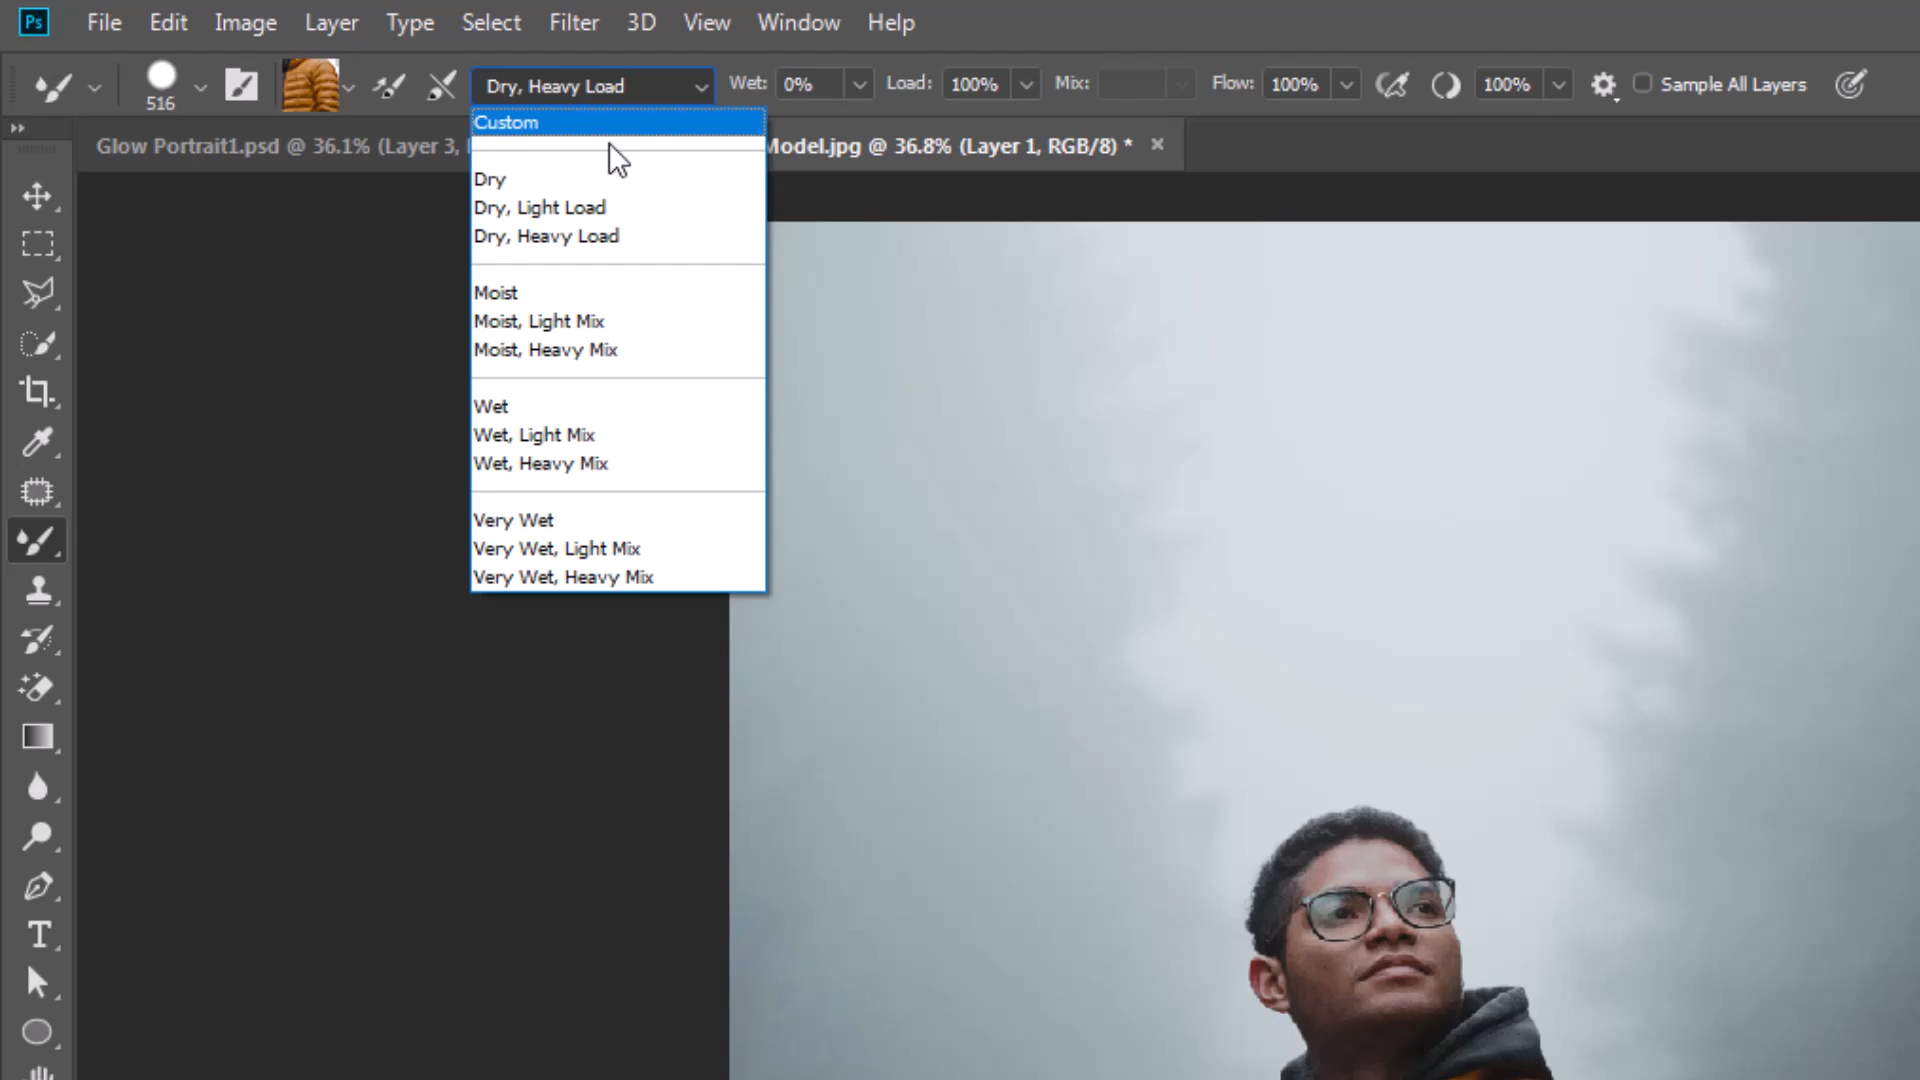 Ps File Edit Image Layer Type Select Filter 3D View Window Help
516 Dry, Heavy Load Wet: 0% Load: 100% Mix: Flow: 100% 100% Sample All Layers
Glow Portrait1.psd @ 36.1% (Layer 3, Model.jpg @ 36.8% (Layer 1, RGB/8) *
Custom
Dry
Dry, Light Load
Dry, Heavy Load
Moist
Moist, Light Mix
Moist, Heavy Mix
Wet
Wet, Light Mix
Wet, Heavy Mix
Very Wet
Very Wet, Light Mix
Very Wet, Heavy Mix